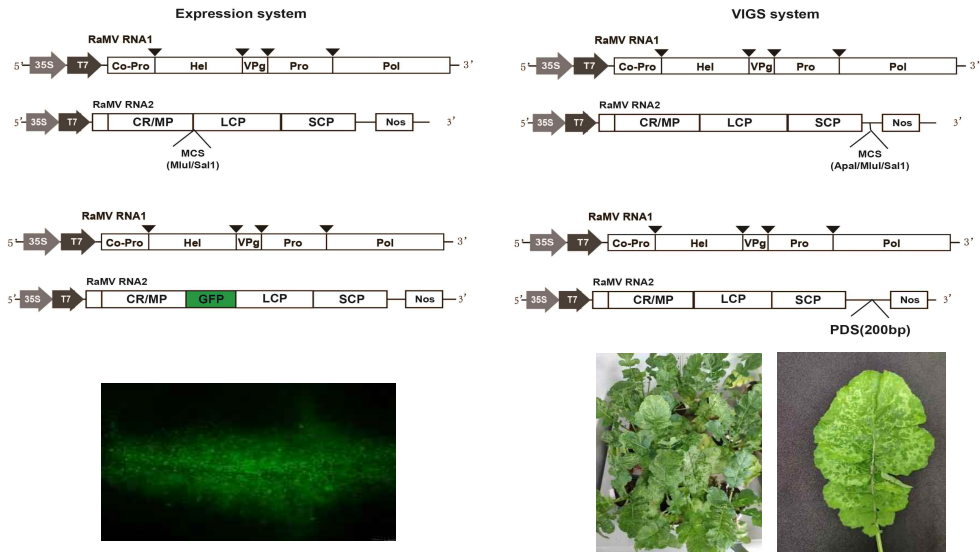 Expression system
RaMV RNA1
5' 35S T7 Co-Pro Hel VPg Pro Pol 3'
RaMV RNA2
5' 35S T7 CR/MP LCP SCP Nos 3'
MCS
(MluI/Sal1)
RaMV RNA1
5' 35S T7 Co-Pro Hel VPg Pro Pol 3'
RaMV RNA2
5' 35S T7 CR/MP GFP LCP SCP Nos 3'
VIGS system
RaMV RNA1
5' 35S T7 Co-Pro Hel VPg Pro Pol 3'
RaMV RNA2
5' 35S T7 CR/MP LCP SCP Nos 3'
MCS
(ApaI/MluI/Sal1)
RaMV RNA1
5' 35S T7 Co-Pro Hel VPg Pro Pol 3'
RaMV RNA2
5' 35S T7 CR/MP LCP SCP Nos 3'
PDS(200bp)